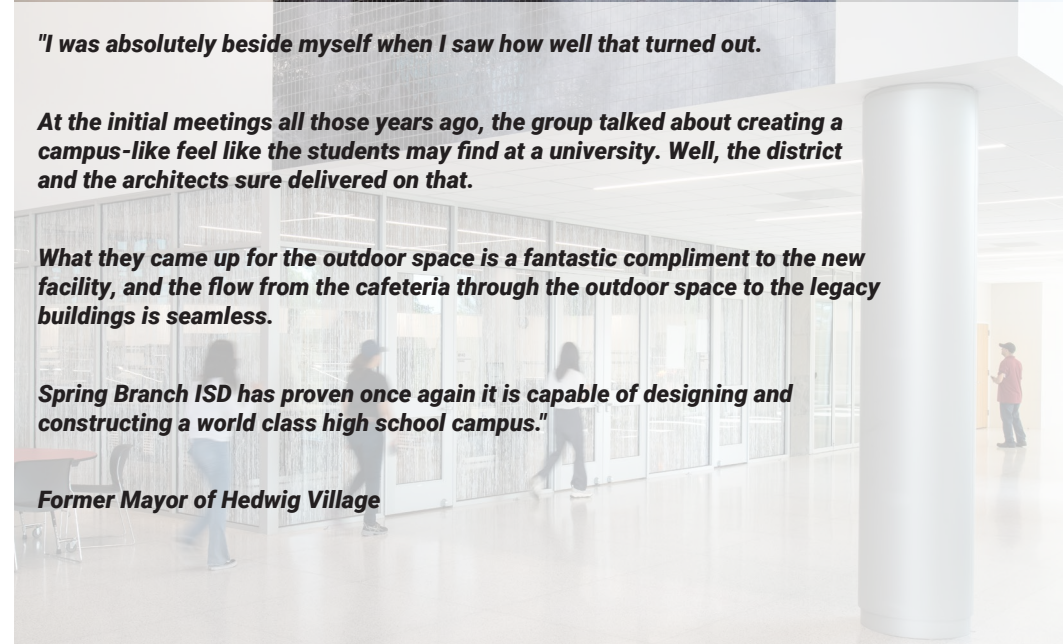 "I was absolutely beside myself when I saw how well that turned out.
At the initial meetings all those years ago, the group talked about creating a
campus-like feel like the students may find at a university. Well, the district
and the architects sure delivered on that.
What they came up for the outdoor space is a fantastic compliment to the new
facility, and the flow from the cafeteria through the outdoor space to the legacy
buildings is seamless.
Spring Branch ISD has proven once again it is capable of designing and
constructing a world class high school campus."
Former Mayor of Hedwig Village